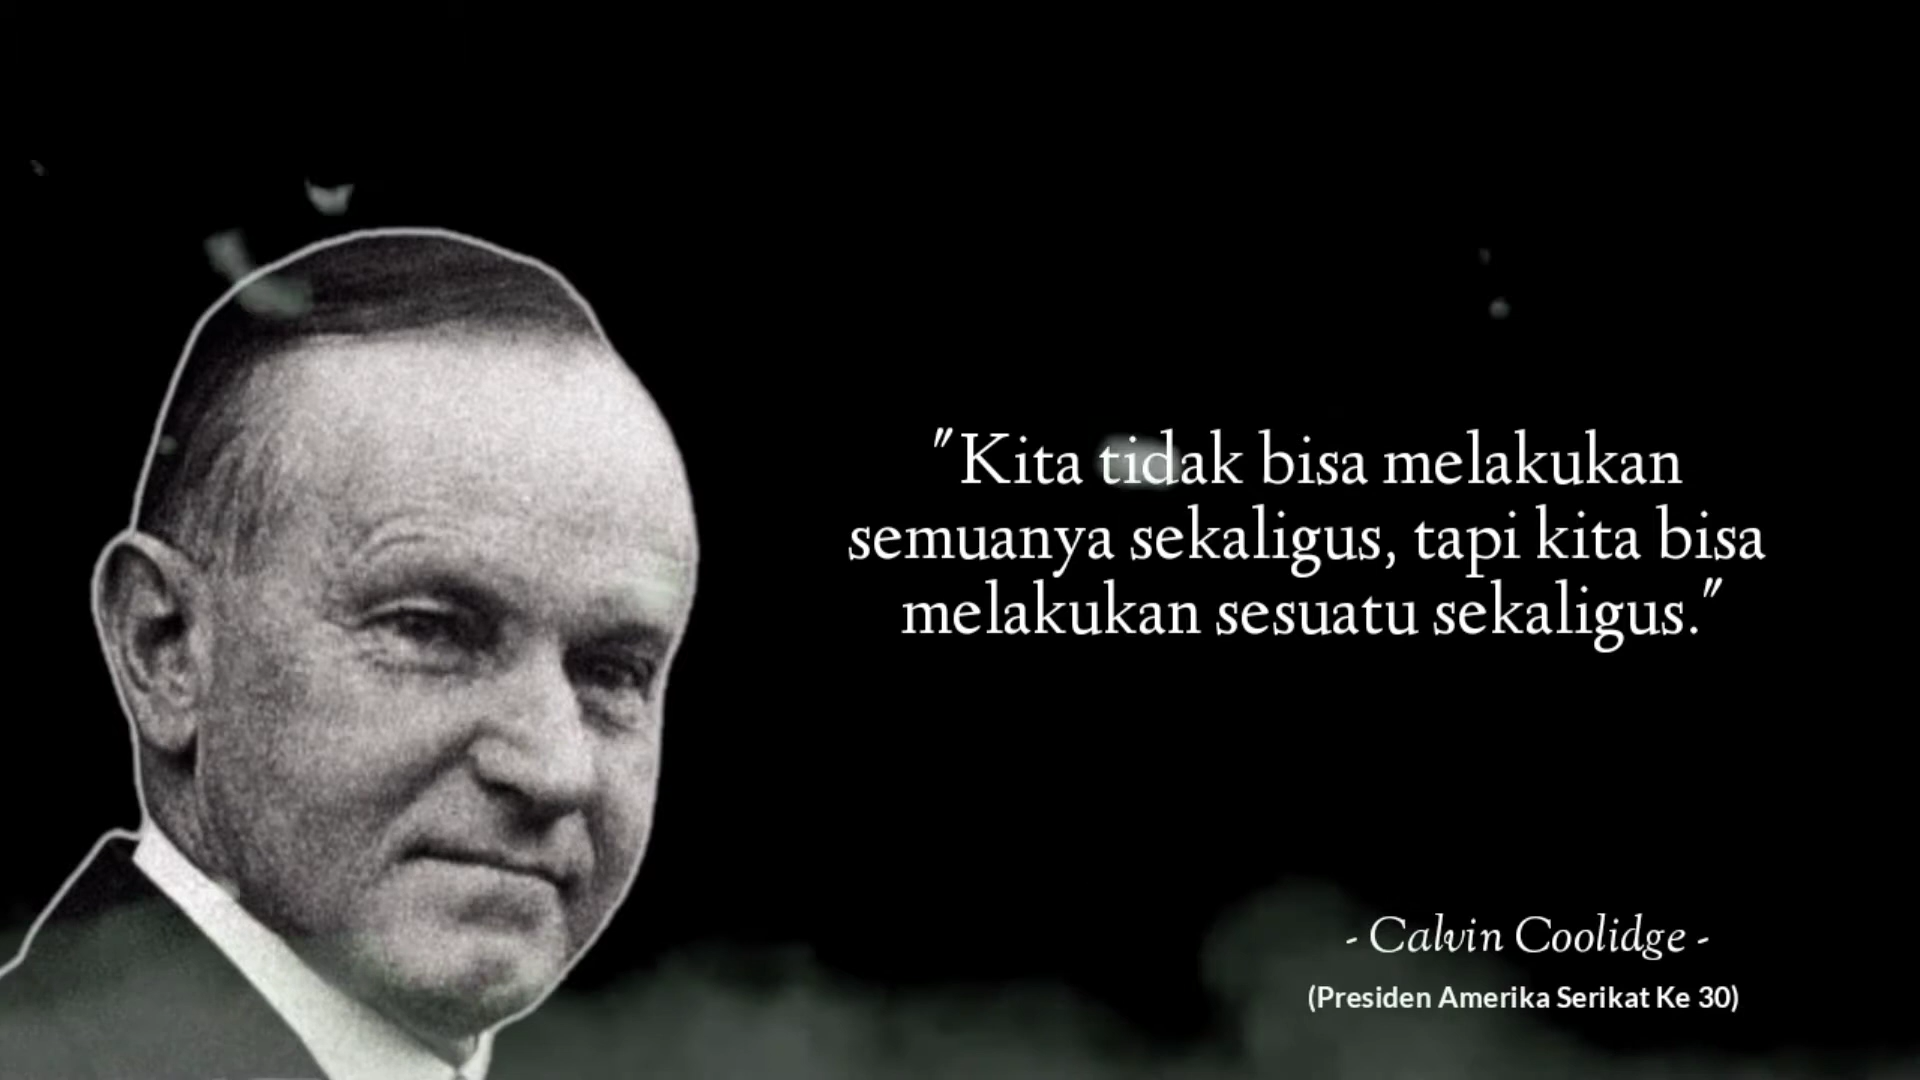 "Kita tidak bisa melakukan
semuanya sekaligus, tapi kita bisa
melakukan sesuatu sekaligus."
- Calvin Coolidge -
(Presiden Amerika Serikat Ke 30)